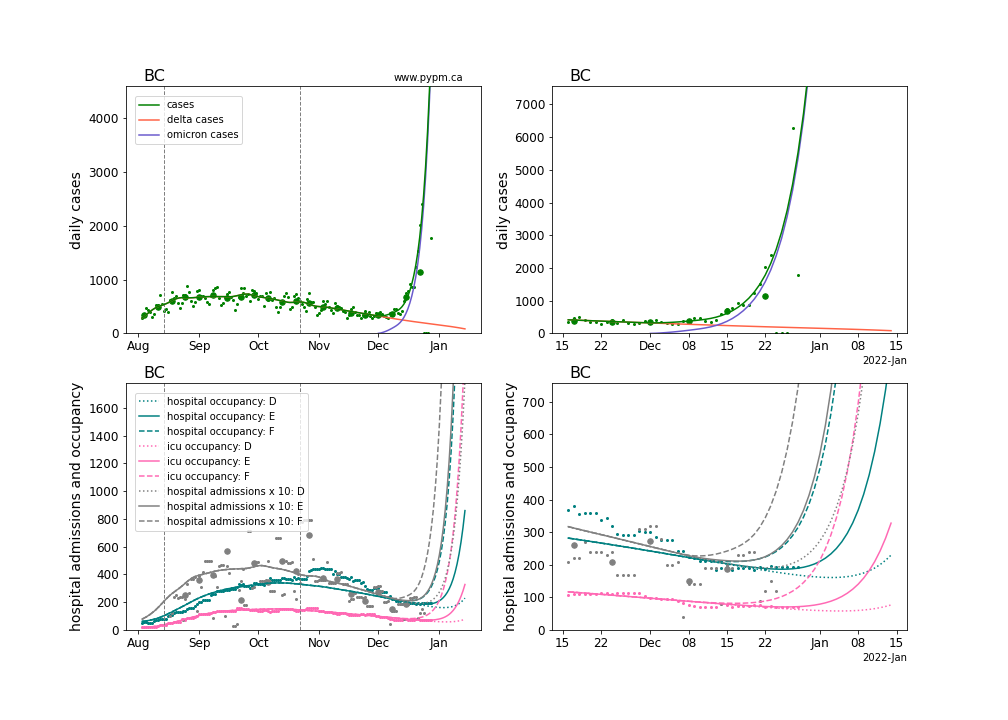 BC
www.pypm.ca
BC
daily cases
4000
3000
2000
1000
0
cases
delta cases
omicron cases
Aug Sep Oct Nov Dec Jan
daily cases
7000
6000
5000
4000
3000
2000
1000
0
15 22 Dec 08 15 22 Jan 08 15
2022-Jan
BC
BC
hospital admissions and occupancy
1600
1400
1200
1000
800
600
400
200
0
hospital occupancy: D
hospital occupancy: E
hospital occupancy: F
icu occupancy: D
icu occupancy: E
icu occupancy: F
hospital admissions x 10: D
hospital admissions x 10: E
hospital admissions x 10: F
Aug Sep Oct Nov Dec Jan
hospital admissions and occupancy
700
600
500
400
300
200
100
0
15 22 Dec 08 15 22 Jan 08 15
2022-Jan